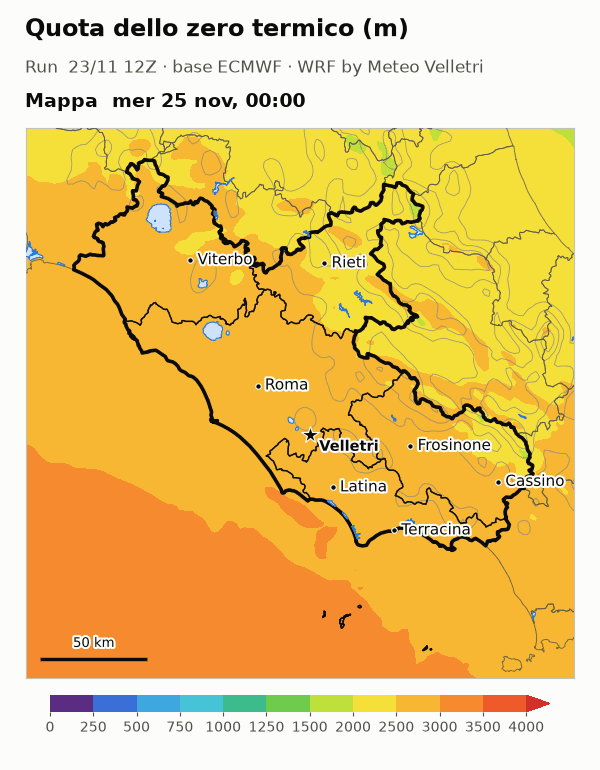 Quota dello zero termico (m)
Run  23/11 12Z · base ECMWF · WRF by Meteo Velletri
Mappa  mer 25 nov, 00:00
Viterbo
Rieti
Roma
Velletri
Frosinone
Cassino
Latina
Terracina
50 km
0 250 500 750 1000 1250 1500 2000 2500 3000 3500 4000